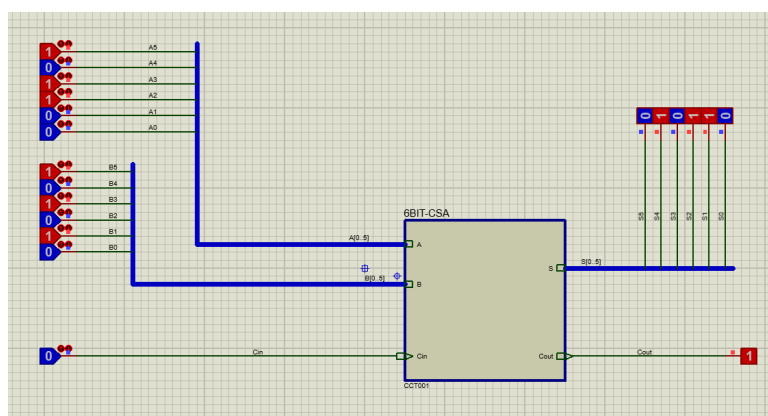 1 A5
0 A4
1 A3
1 A2
0 A1
0 A0
0 1 0 1 1 0
1 B5
0 B4
1 B3
0 B2
1 B1
0 B0
S5 S4 S3 S2 S1 S0
6BIT-CSA
A[0..5] A
S S[0..5]
B[0..5] B
0 Cin Cin Cout Cout 1
CCT001